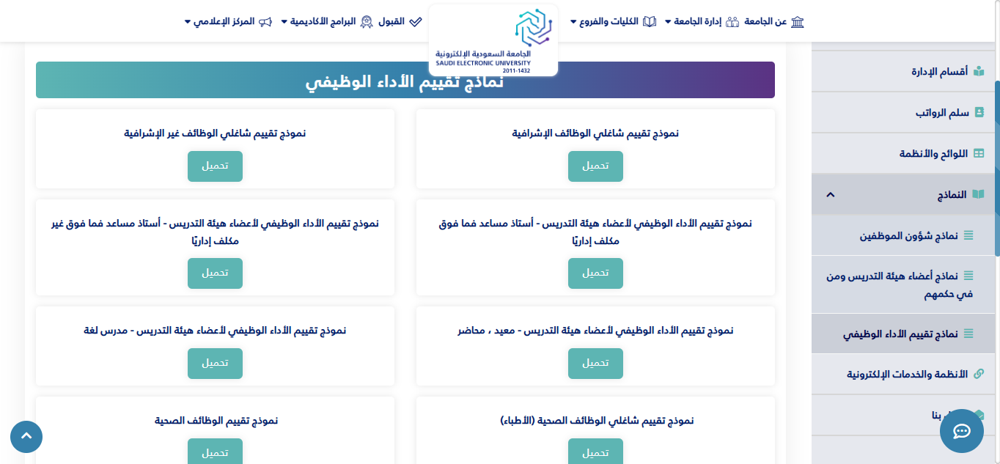 عن الجامعة
إدارة الجامعة
الكليات والفروع
الجامعة السعودية الإلكترونية
SAUDI ELECTRONIC UNIVERSITY
2011-1432
القبول
البرامج الأكاديمية
المركز الإعلامي
أقسام الإدارة
سلم الرواتب
اللوائح والأنظمة
النماذج
نماذج شؤون الموظفين
نماذج أعضاء هيئة التدريس ومن
في حكمهم
نماذج تقييم الأداء الوظيفي
الأنظمة والخدمات الإلكترونية
بنا
نماذج تقييم الأداء الوظيفي
نموذج تقييم شاغلي الوظائف الإشرافية
تحميل
نموذج تقييم شاغلي الوظائف غير الإشرافية
تحميل
نموذج تقييم الأداء الوظيفي لأعضاء هيئة التدريس - أستاذ مساعد فما فوق
مكلف إداريًا
تحميل
نموذج تقييم الأداء الوظيفي لأعضاء هيئة التدريس - أستاذ مساعد فما فوق غير
مكلف إداريًا
تحميل
نموذج تقييم الأداء الوظيفي لأعضاء هيئة التدريس - معيد ، محاضر
تحميل
نموذج تقييم الأداء الوظيفي لأعضاء هيئة التدريس - مدرس لغة
تحميل
نموذج تقييم شاغلي الوظائف الصحية (الأطباء)
تحميل
نموذج تقييم الوظائف الصحية
تحميل